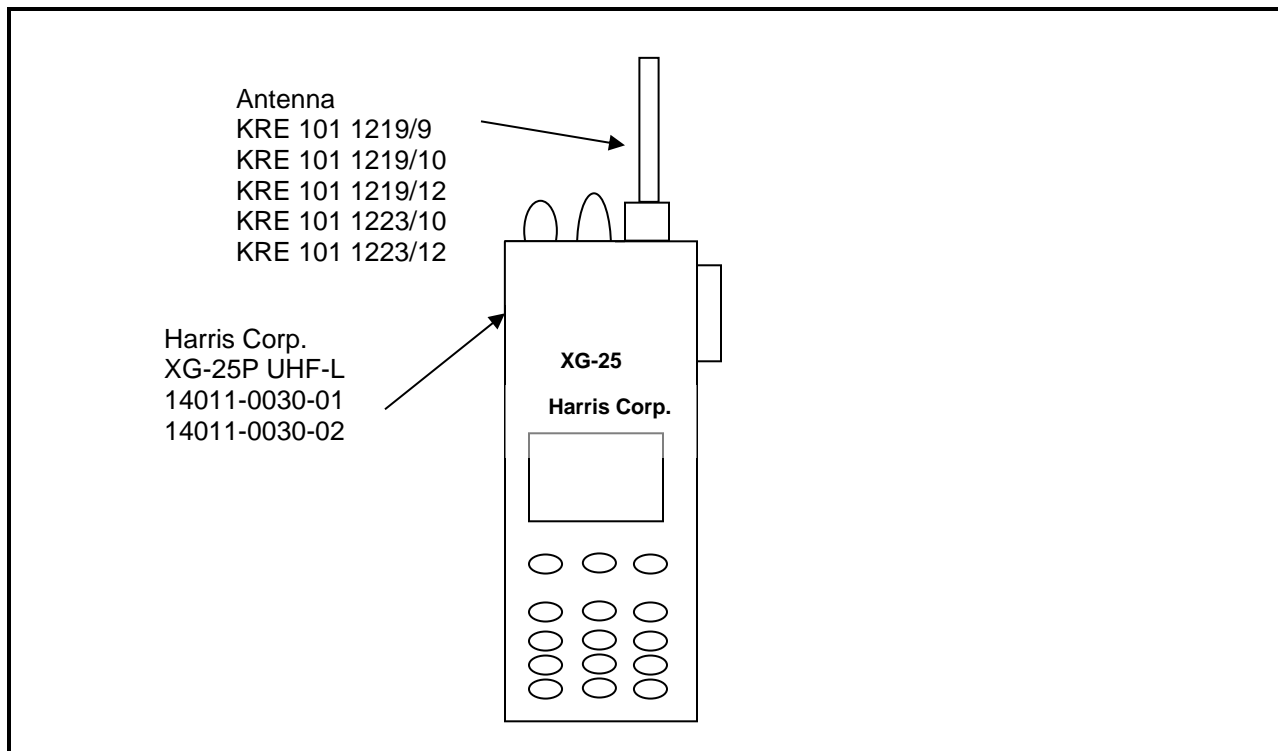 Antenna
KRE 101 1219/9
KRE 101 1219/10
KRE 101 1219/12
KRE 101 1223/10
KRE 101 1223/12
Harris Corp.
XG-25P UHF-L
14011-0030-01
14011-0030-02
XG-25
Harris Corp.